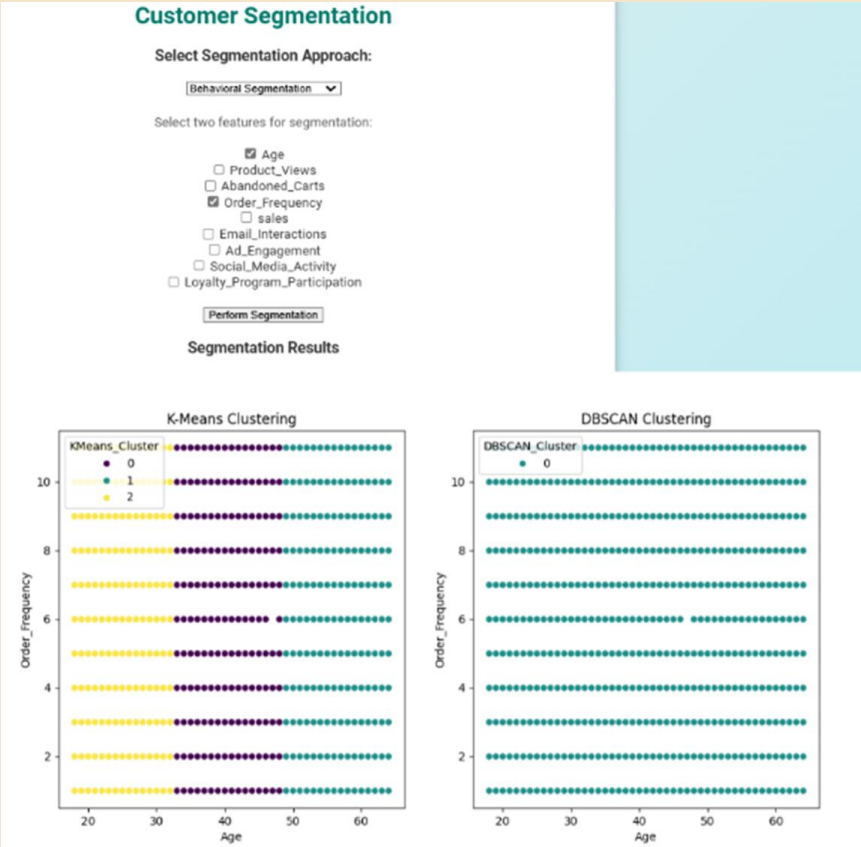 Customer Segmentation
Select Segmentation Approach:
Behavioral Segmentation
Select two features for segmentation:
Age
Product_Views
Abandoned_Carts
Order_Frequency
sales
Email_Interactions
Ad_Engagement
Social_Media_Activity
Loyalty_Program_Participation
Perform Segmentation
Segmentation Results
K-Means Clustering
KMeans_Cluster
0
1
2
10
8
6
4
2
Order_Frequency
20 30 40 50 60
Age
DBSCAN Clustering
DBSCAN_Cluster
0
10
8
6
4
2
Order_Frequency
20 30 40 50 60
Age